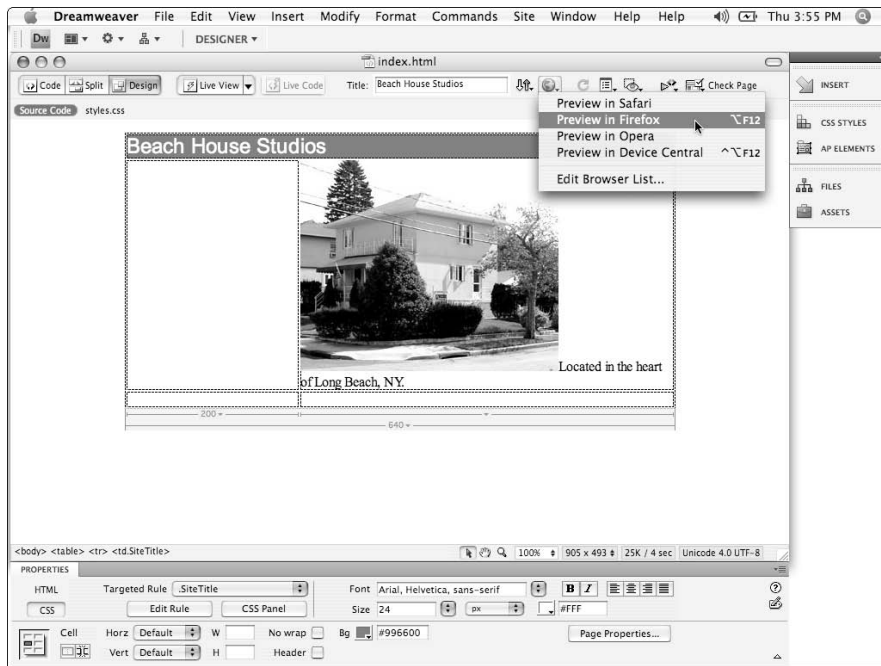 Dreamweaver File Edit View Insert Modify Format Commands Site Window Help Help Thu 3:55 PM
Dw DESIGNER
index.html
Code Split Design Live View Live Code Title: Beach House Studios Check Page
Source Code styles.css
Preview in Safari
Preview in Firefox ⌥F12
Preview in Opera
Preview in Device Central ^⌥F12
Edit Browser List...
INSERT
CSS STYLES
AP ELEMENTS
FILES
ASSETS
Beach House Studios
Located in the heart
of Long Beach, NY.
200
640
<body> <table> <tr> <td.SiteTitle> 100% 905 x 493 25K / 4 sec Unicode 4.0 UTF-8
PROPERTIES
HTML Targeted Rule .SiteTitle Font Arial, Helvetica, sans-serif B I
CSS Edit Rule CSS Panel Size 24 px #FFF
Cell Horz Default W No wrap Bg #996600 Page Properties...
Vert Default H Header